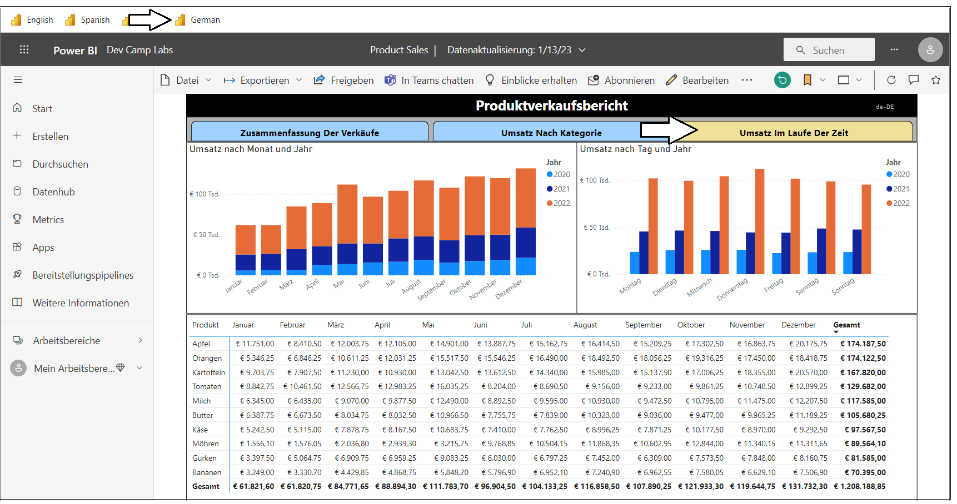 English Spanish German
Power BI Dev Camp Labs Product Sales | Datenaktualisierung: 1/13/23 Suchen
Datei Exportieren Freigeben In Teams chatten Einblicke erhalten Abonnieren Bearbeiten
Start
Erstellen
Durchsuchen
Datenhub
Metrics
Apps
Bereitstellungspipelines
Weitere Informationen
Arbeitsbereiche
Mein Arbeitsbere...
Produktverkaufsbericht de-DE
Zusammenfassung Der Verkäufe Umsatz Nach Kategorie Umsatz Im Laufe Der Zeit
Umsatz nach Monat und Jahr
Jahr
2020
2021
2022
€ 100 Tsd.
€ 50 Tsd.
€ 0 Tsd.
Januar Februar März April Mai Juni Juli August September Oktober November Dezember
Umsatz nach Tag und Jahr
Jahr
2020
2021
2022
€ 100 Tsd.
€ 50 Tsd.
€ 0 Tsd.
Montag Dienstag Mittwoch Donnerstag Freitag Samstag Sonntag
Produkt Januar Februar März April Mai Juni Juli August September Oktober November Dezember Gesamt
Apfel € 11.751,00 € 8.410,50 € 12.003,75 € 12.105,00 € 14.901,00 € 13.887,75 € 15.162,75 € 16.414,50 € 15.209,25 € 17.302,50 € 16.863,75 € 20.175,75 € 174.187,50
Orangen € 5.346,25 € 6.846,25 € 10.611,25 € 12.031,25 € 15.517,50 € 15.546,25 € 16.490,00 € 18.492,50 € 18.056,25 € 19.316,25 € 17.450,00 € 18.418,75 € 174.122,50
Kartoffeln € 9.703,75 € 7.907,50 € 11.230,00 € 10.930,00 € 13.042,50 € 13.612,50 € 14.340,00 € 15.985,00 € 15.137,50 € 17.006,25 € 18.355,00 € 20.570,00 € 167.820,00
Tomaten € 8.842,75 € 10.461,50 € 12.566,75 € 12.983,25 € 16.035,25 € 8.204,00 € 8.690,50 € 9.156,00 € 9.233,00 € 9.861,25 € 10.748,50 € 12.899,25 € 129.682,00
Milch € 6.345,00 € 6.435,00 € 9.070,00 € 9.877,50 € 12.490,00 € 8.892,50 € 9.595,00 € 10.930,00 € 9.472,50 € 10.795,00 € 11.475,00 € 12.207,50 € 117.585,00
Butter € 6.387,75 € 6.673,50 € 8.034,75 € 8.032,50 € 10.966,50 € 7.755,75 € 7.839,00 € 10.323,00 € 9.036,00 € 9.477,00 € 9.965,25 € 11.189,25 € 105.680,25
Käse € 5.242,50 € 5.115,00 € 7.878,75 € 8.167,50 € 10.683,75 € 7.410,00 € 7.762,50 € 8.996,25 € 7.871,25 € 10.177,50 € 8.970,00 € 9.292,50 € 97.567,50
Möhren € 1.556,10 € 1.576,05 € 2.036,80 € 2.939,30 € 3.215,75 € 9.768,85 € 10.504,15 € 11.868,35 € 10.602,95 € 12.844,00 € 11.340,15 € 11.311,65 € 89.564,10
Gurken € 3.397,50 € 5.064,75 € 6.909,75 € 6.959,25 € 9.083,25 € 6.030,00 € 6.797,25 € 7.452,00 € 6.309,00 € 7.573,50 € 7.848,00 € 8.160,75 € 81.585,00
Bananen € 3.249,00 € 3.330,70 € 4.429,85 € 4.868,75 € 5.848,20 € 5.796,90 € 6.952,10 € 7.240,90 € 6.962,55 € 7.580,05 € 6.629,10 € 7.506,90 € 70.395,00
Gesamt € 61.821,60 € 61.820,75 € 84.771,65 € 88.894,30 € 111.783,70 € 96.904,50 € 104.133,25 € 116.858,50 € 107.890,25 € 121.933,30 € 119.644,75 € 131.732,30 € 1.208.188,85